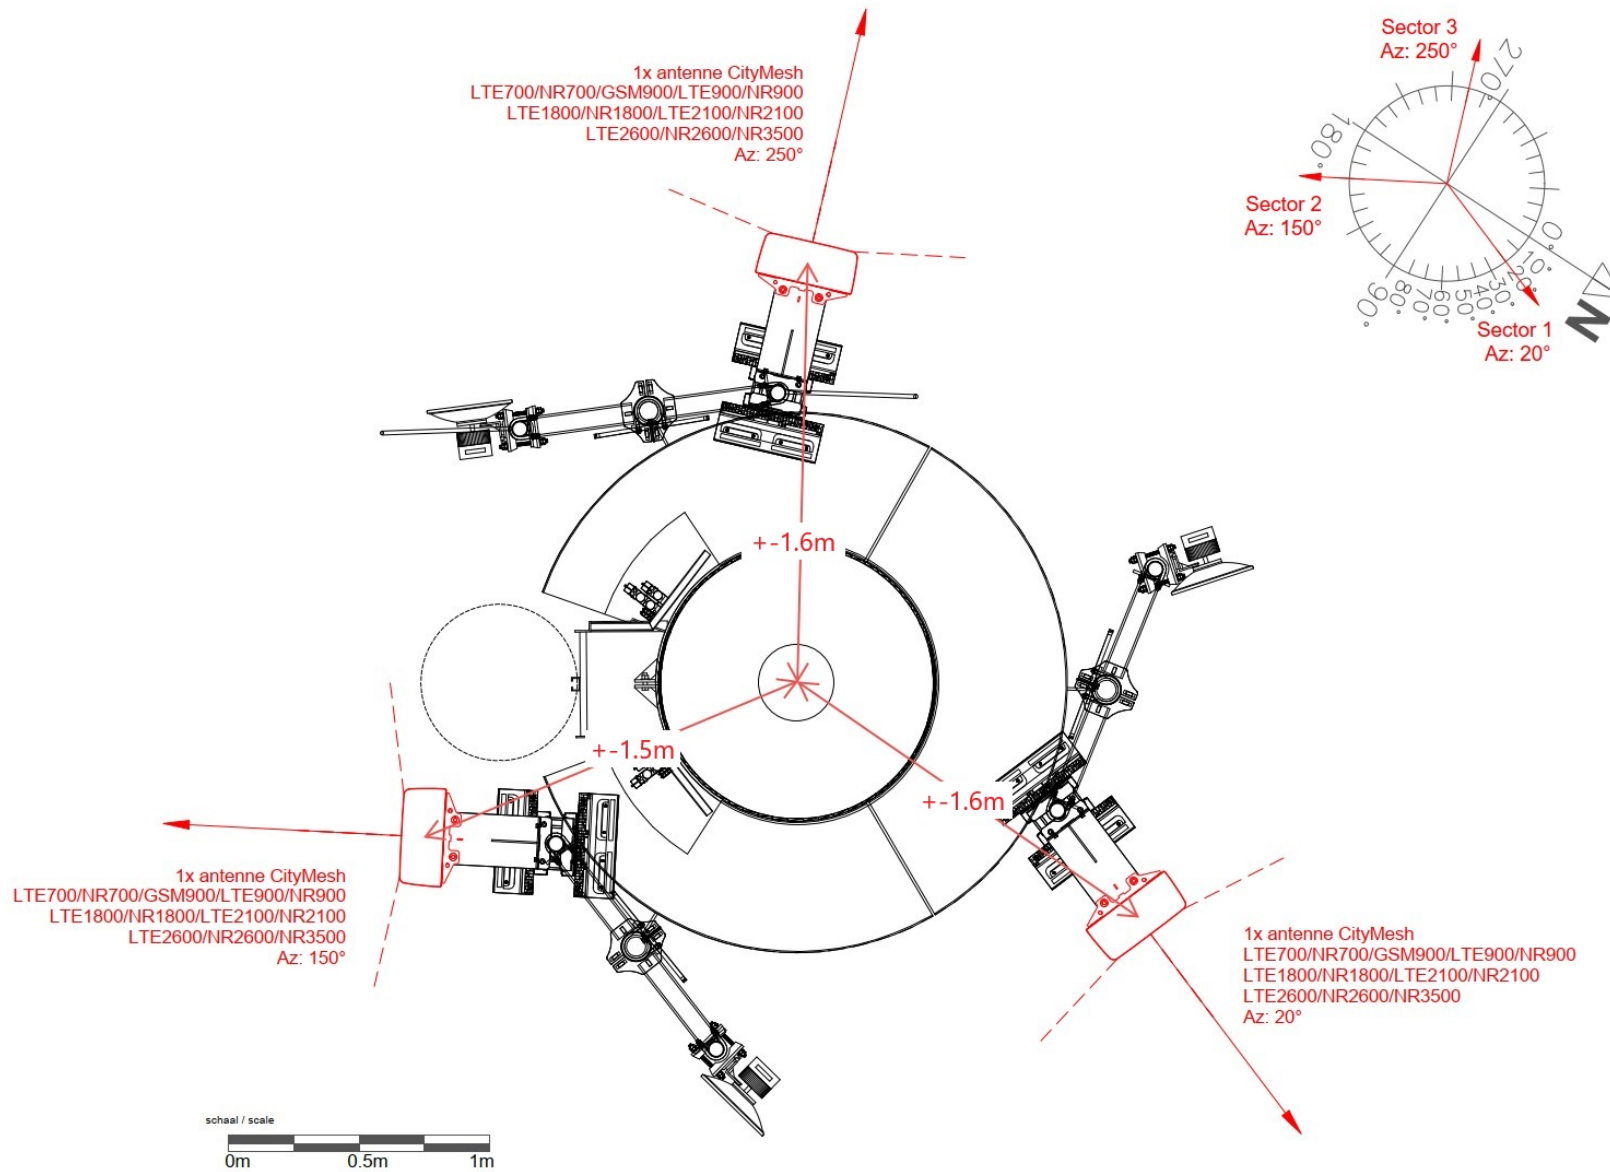 Sector 3
Az: 250°
270°
180°
Sector 2
Az: 150°
0°
10°
20°
30°
40°
50°
60°
70°
80°
90°
N
Sector 1
Az: 20°
1x antenne CityMesh
LTE700/NR700/GSM900/LTE900/NR900
LTE1800/NR1800/LTE2100/NR2100
LTE2600/NR2600/NR3500
Az: 250°
+-1.6m
+-1.5m
+-1.6m
1x antenne CityMesh
LTE700/NR700/GSM900/LTE900/NR900
LTE1800/NR1800/LTE2100/NR2100
LTE2600/NR2600/NR3500
Az: 150°
1x antenne CityMesh
LTE700/NR700/GSM900/LTE900/NR900
LTE1800/NR1800/LTE2100/NR2100
LTE2600/NR2600/NR3500
Az: 20°
schaal / scale
0m 0.5m 1m